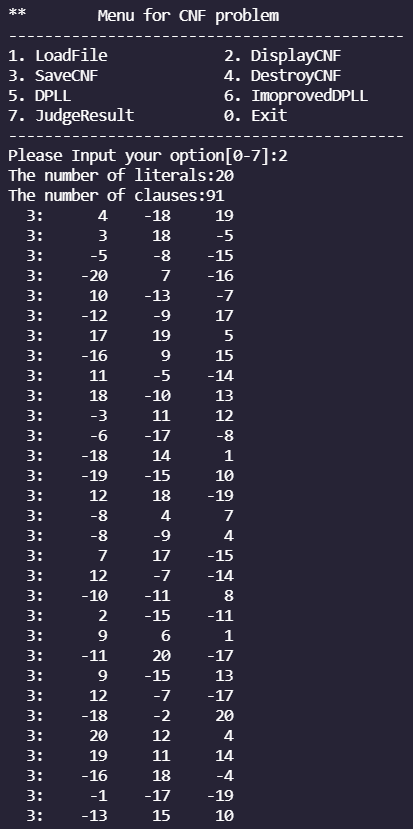 **        Menu for CNF problem
-------------------------------------------
1. LoadFile             2. DisplayCNF
3. SaveCNF              4. DestroyCNF
5. DPLL                 6. ImoprovedDPLL
7. JudgeResult          0. Exit
-------------------------------------------
Please Input your option[0-7]:2
The number of literals:20
The number of clauses:91
3:      4    -18     19
3:      3     18     -5
3:     -5     -8    -15
3:    -20      7    -16
3:     10    -13     -7
3:    -12     -9     17
3:     17     19      5
3:    -16      9     15
3:     11     -5    -14
3:     18    -10     13
3:     -3     11     12
3:     -6    -17     -8
3:    -18     14      1
3:    -19    -15     10
3:     12     18    -19
3:     -8      4      7
3:     -8     -9      4
3:      7     17    -15
3:     12     -7    -14
3:    -10    -11      8
3:      2    -15    -11
3:      9      6      1
3:    -11     20    -17
3:      9    -15     13
3:     12     -7    -17
3:    -18     -2     20
3:     20     12      4
3:     19     11     14
3:    -16     18     -4
3:     -1    -17    -19
3:    -13     15     10